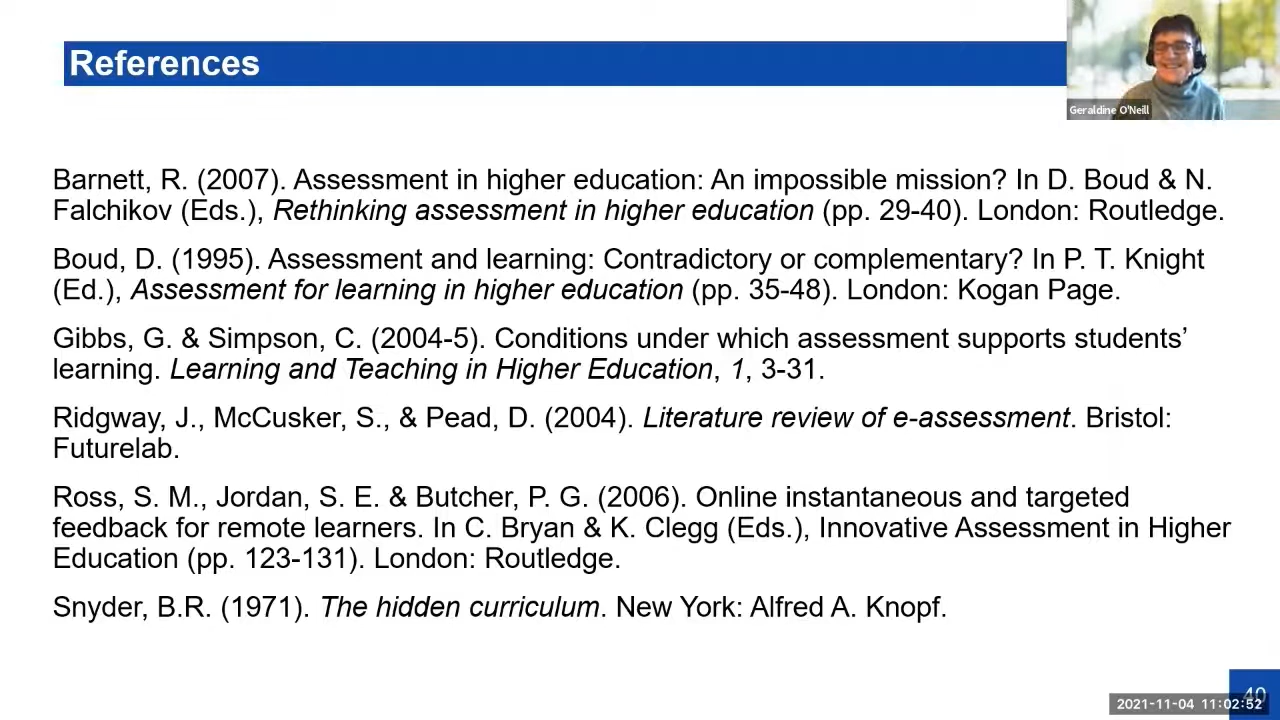 References
Geraldine O'Neill
Barnett, R. (2007). Assessment in higher education: An impossible mission? In D. Boud & N.
Falchikov (Eds.), Rethinking assessment in higher education (pp. 29-40). London: Routledge.
Boud, D. (1995). Assessment and learning: Contradictory or complementary? In P. T. Knight
(Ed.), Assessment for learning in higher education (pp. 35-48). London: Kogan Page.
Gibbs, G. & Simpson, C. (2004-5). Conditions under which assessment supports students’
learning. Learning and Teaching in Higher Education, 1, 3-31.
Ridgway, J., McCusker, S., & Pead, D. (2004). Literature review of e-assessment. Bristol:
Futurelab.
Ross, S. M., Jordan, S. E. & Butcher, P. G. (2006). Online instantaneous and targeted
feedback for remote learners. In C. Bryan & K. Clegg (Eds.), Innovative Assessment in Higher
Education (pp. 123-131). London: Routledge.
Snyder, B.R. (1971). The hidden curriculum. New York: Alfred A. Knopf.
40
2021-11-04 11:02:52